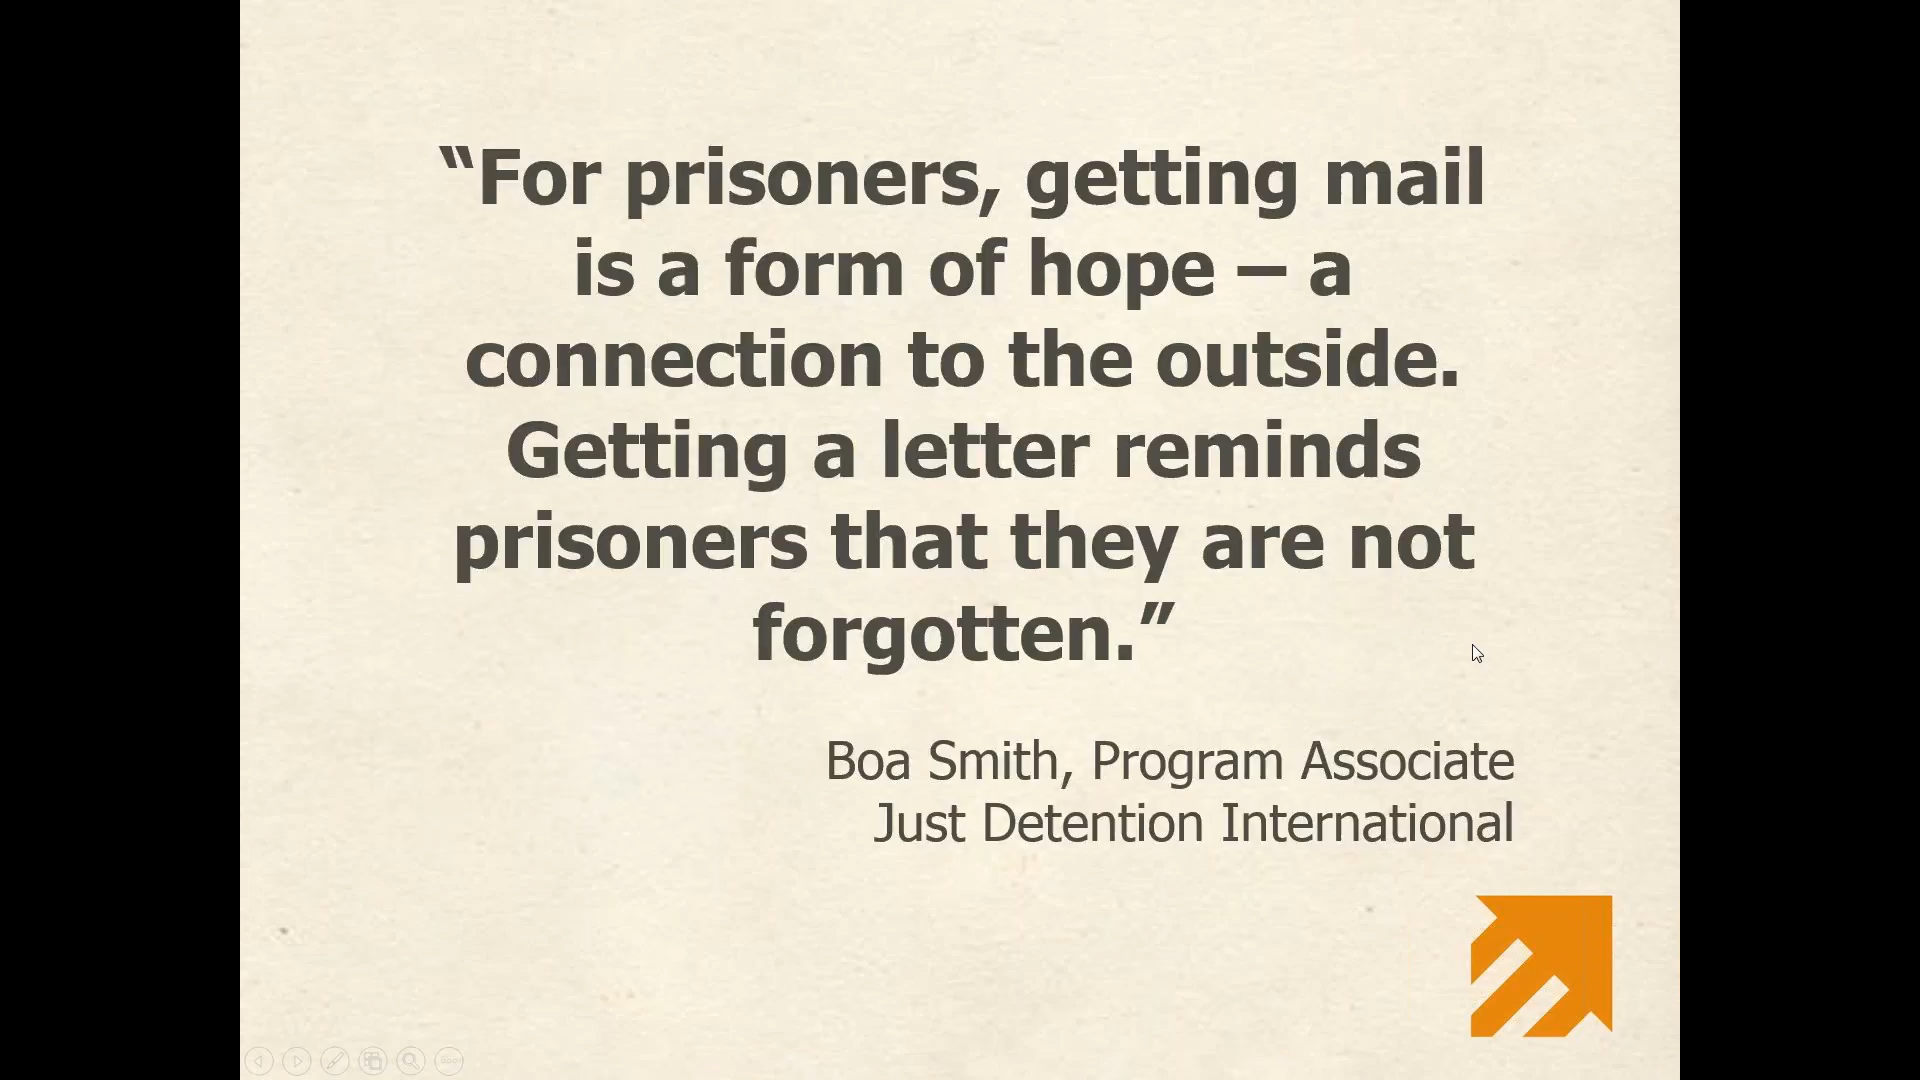 “For prisoners, getting mail
is a form of hope – a
connection to the outside.
Getting a letter reminds
prisoners that they are not
forgotten.”
Boa Smith, Program Associate
Just Detention International